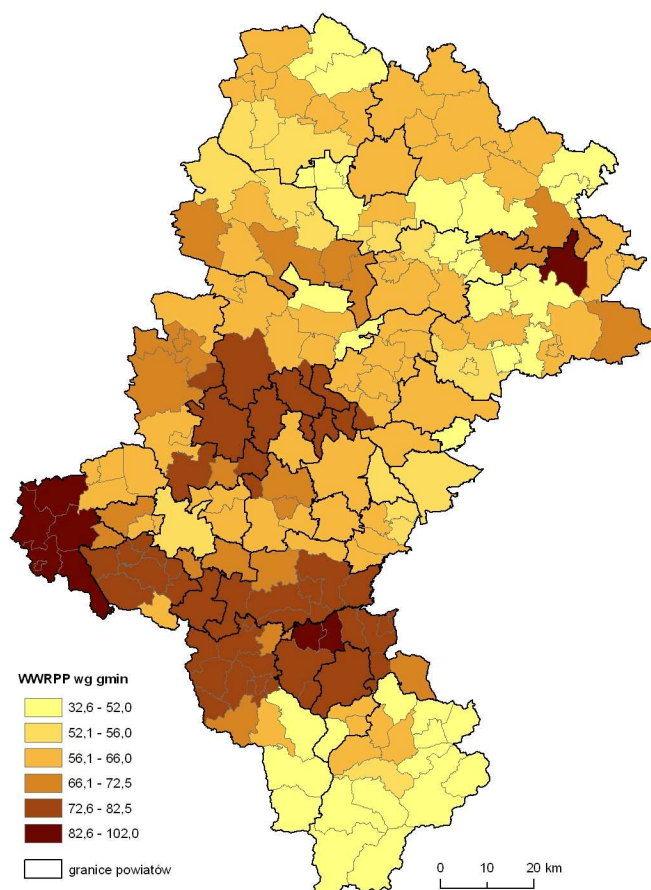 WWRPP wg gmin
32,6 - 52,0
52,1 - 56,0
56,1 - 66,0
66,1 - 72,5
72,6 - 82,5
82,6 - 102,0
granice powiatów
0 10 20 km